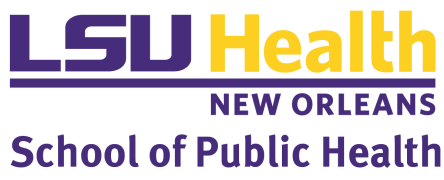 LSU Health
NEW ORLEANS
School of Public Health